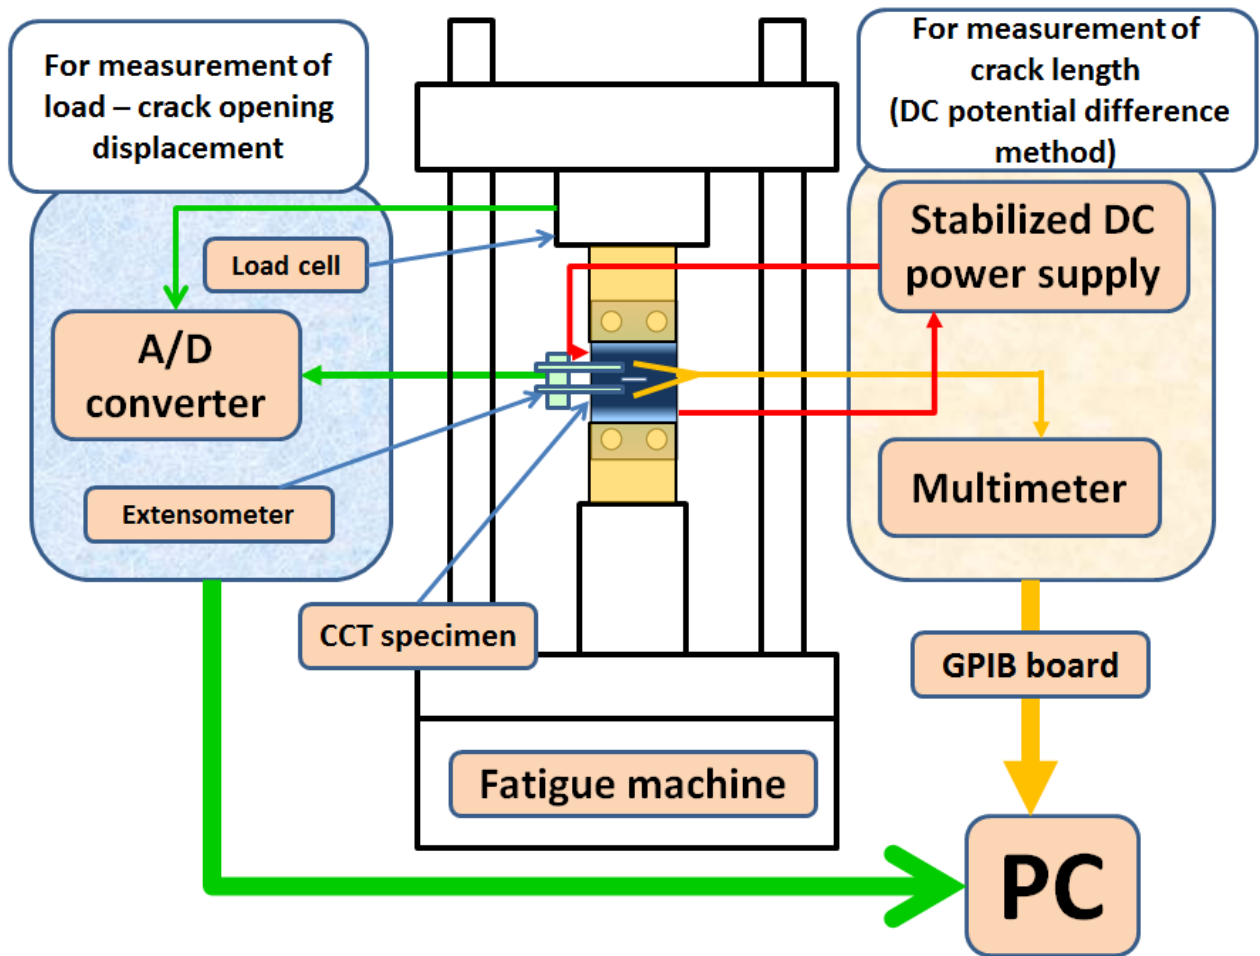 For measurement of
load – crack opening
displacement
For measurement of
crack length
(DC potential difference
method)
Load cell
Stabilized DC
power supply
A/D
converter
Extensometer
Multimeter
CCT specimen
GPIB board
Fatigue machine
PC